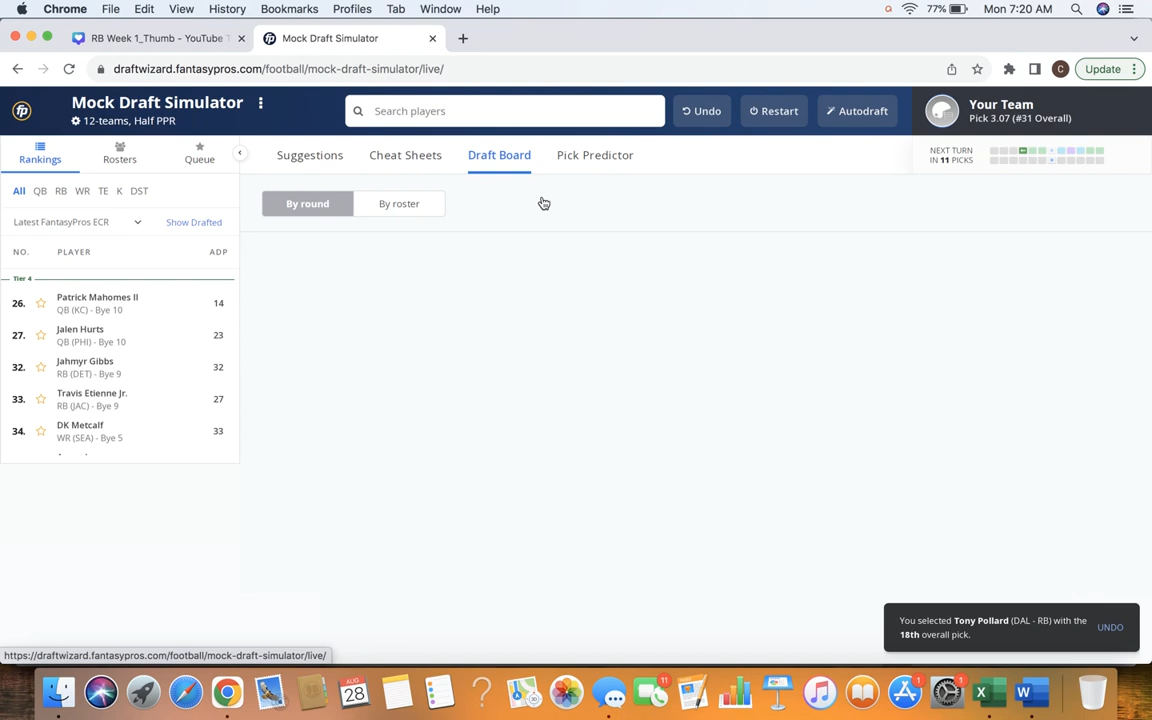 Chrome File Edit View History Bookmarks Profiles Tab Window Help 77% Mon 7:20 AM
RB Week 1_Thumb - YouTube T Mock Draft Simulator
draftwizard.fantasypros.com/football/mock-draft-simulator/live/ C Update
fp Mock Draft Simulator
12-teams, Half PPR
Search players
Undo Restart Autodraft
Your Team
Pick 3.07 (#31 Overall)
Rankings Rosters Queue
Suggestions Cheat Sheets Draft Board Pick Predictor
NEXT TURN
IN 11 PICKS
All QB RB WR TE K DST
By round By roster
Latest FantasyPros ECR Show Drafted
NO. PLAYER ADP
Tier 4
26. Patrick Mahomes II 14
QB (KC) - Bye 10
27. Jalen Hurts 23
QB (PHI) - Bye 10
32. Jahmyr Gibbs 32
RB (DET) - Bye 9
33. Travis Etienne Jr. 27
RB (JAC) - Bye 9
34. DK Metcalf 33
WR (SEA) - Bye 5
You selected Tony Pollard (DAL - RB) with the
18th overall pick.
UNDO
https://draftwizard.fantasypros.com/football/mock-draft-simulator/live/
AUG
28
11
1
1
X
W